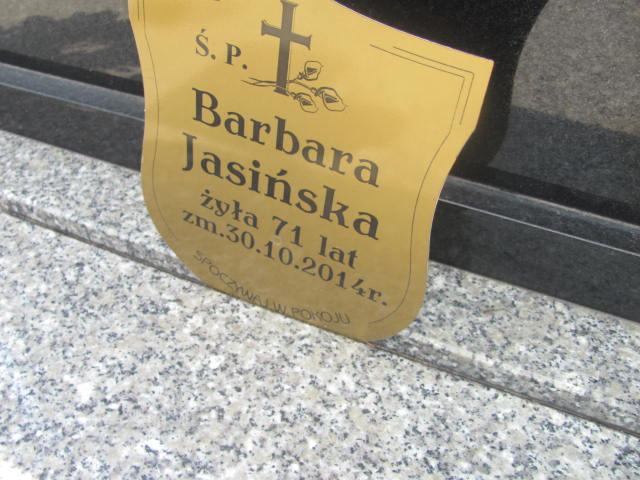 Ś. P.
Barbara
Jasińska
żyła 71 lat
zm.30.10.2014r.
SPOCZYWAJ W POKOJU